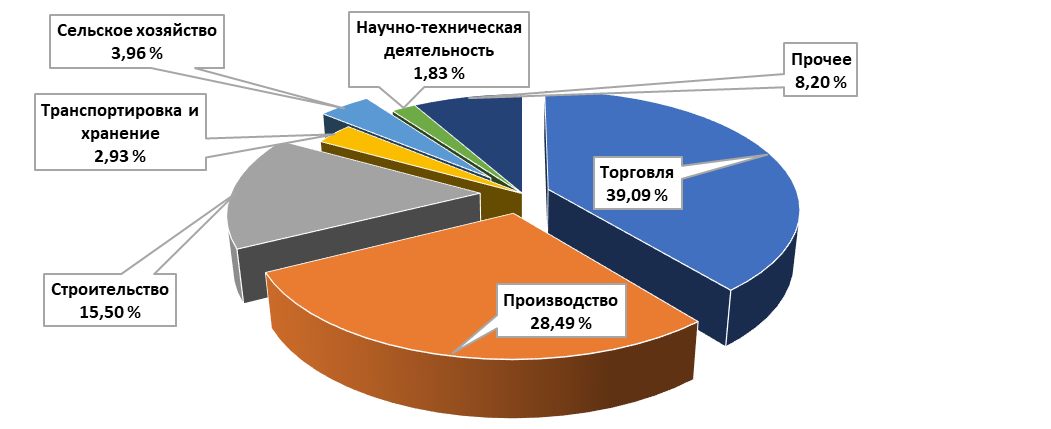 Сельское хозяйство
3,96 %
Научно-техническая
деятельность
1,83 %
Прочее
8,20 %
Транспортировка и
хранение
2,93 %
Торговля
39,09 %
Строительство
15,50 %
Производство
28,49 %